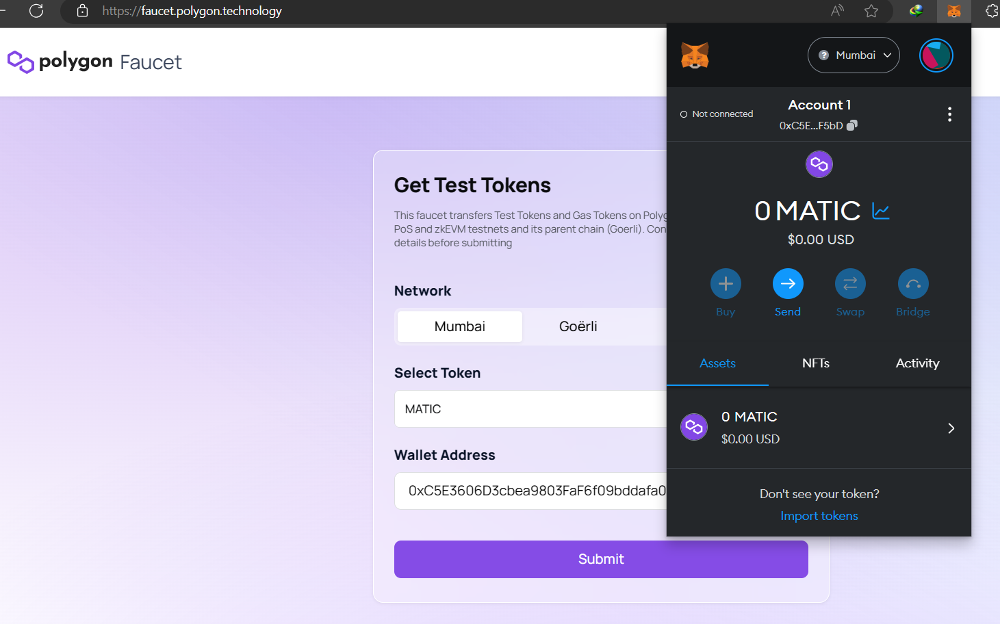 https://faucet.polygon.technology
polygon Faucet
Get Test Tokens
This faucet transfers Test Tokens and Gas Tokens on Polyg
PoS and zkEVM testnets and its parent chain (Goerli). Con
details before submitting
Network
Mumbai
Goërli
Select Token
MATIC
Wallet Address
0xC5E3606D3cbea9803FaF6f09bddafa0
Submit
Mumbai
Not connected
Account 1
0xC5E...F5bD
0 MATIC
$0.00 USD
Buy
Send
Swap
Bridge
Assets
NFTs
Activity
0 MATIC
$0.00 USD
Don't see your token?
Import tokens